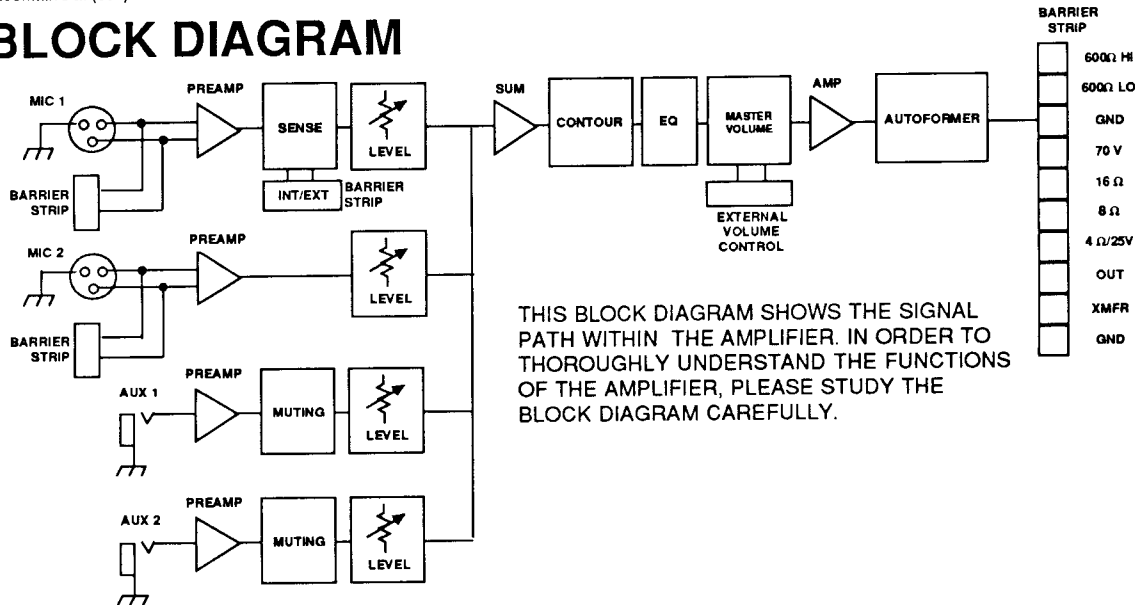 BLOCK DIAGRAM
MIC 1
PREAMP
SENSE
LEVEL
BARRIER
STRIP
INT/EXT
BARRIER
STRIP
MIC 2
PREAMP
LEVEL
BARRIER
STRIP
AUX 1
PREAMP
MUTING
LEVEL
AUX 2
PREAMP
MUTING
LEVEL
SUM
CONTOUR
EQ
MASTER
VOLUME
EXTERNAL
VOLUME
CONTROL
AMP
AUTOFORMER
BARRIER
STRIP
600Ω HI
600Ω LO
GND
70 V
16 Ω
8 Ω
4 Ω/25V
OUT
XMFR
GND
THIS BLOCK DIAGRAM SHOWS THE SIGNAL
PATH WITHIN THE AMPLIFIER. IN ORDER TO
THOROUGHLY UNDERSTAND THE FUNCTIONS
OF THE AMPLIFIER, PLEASE STUDY THE
BLOCK DIAGRAM CAREFULLY.